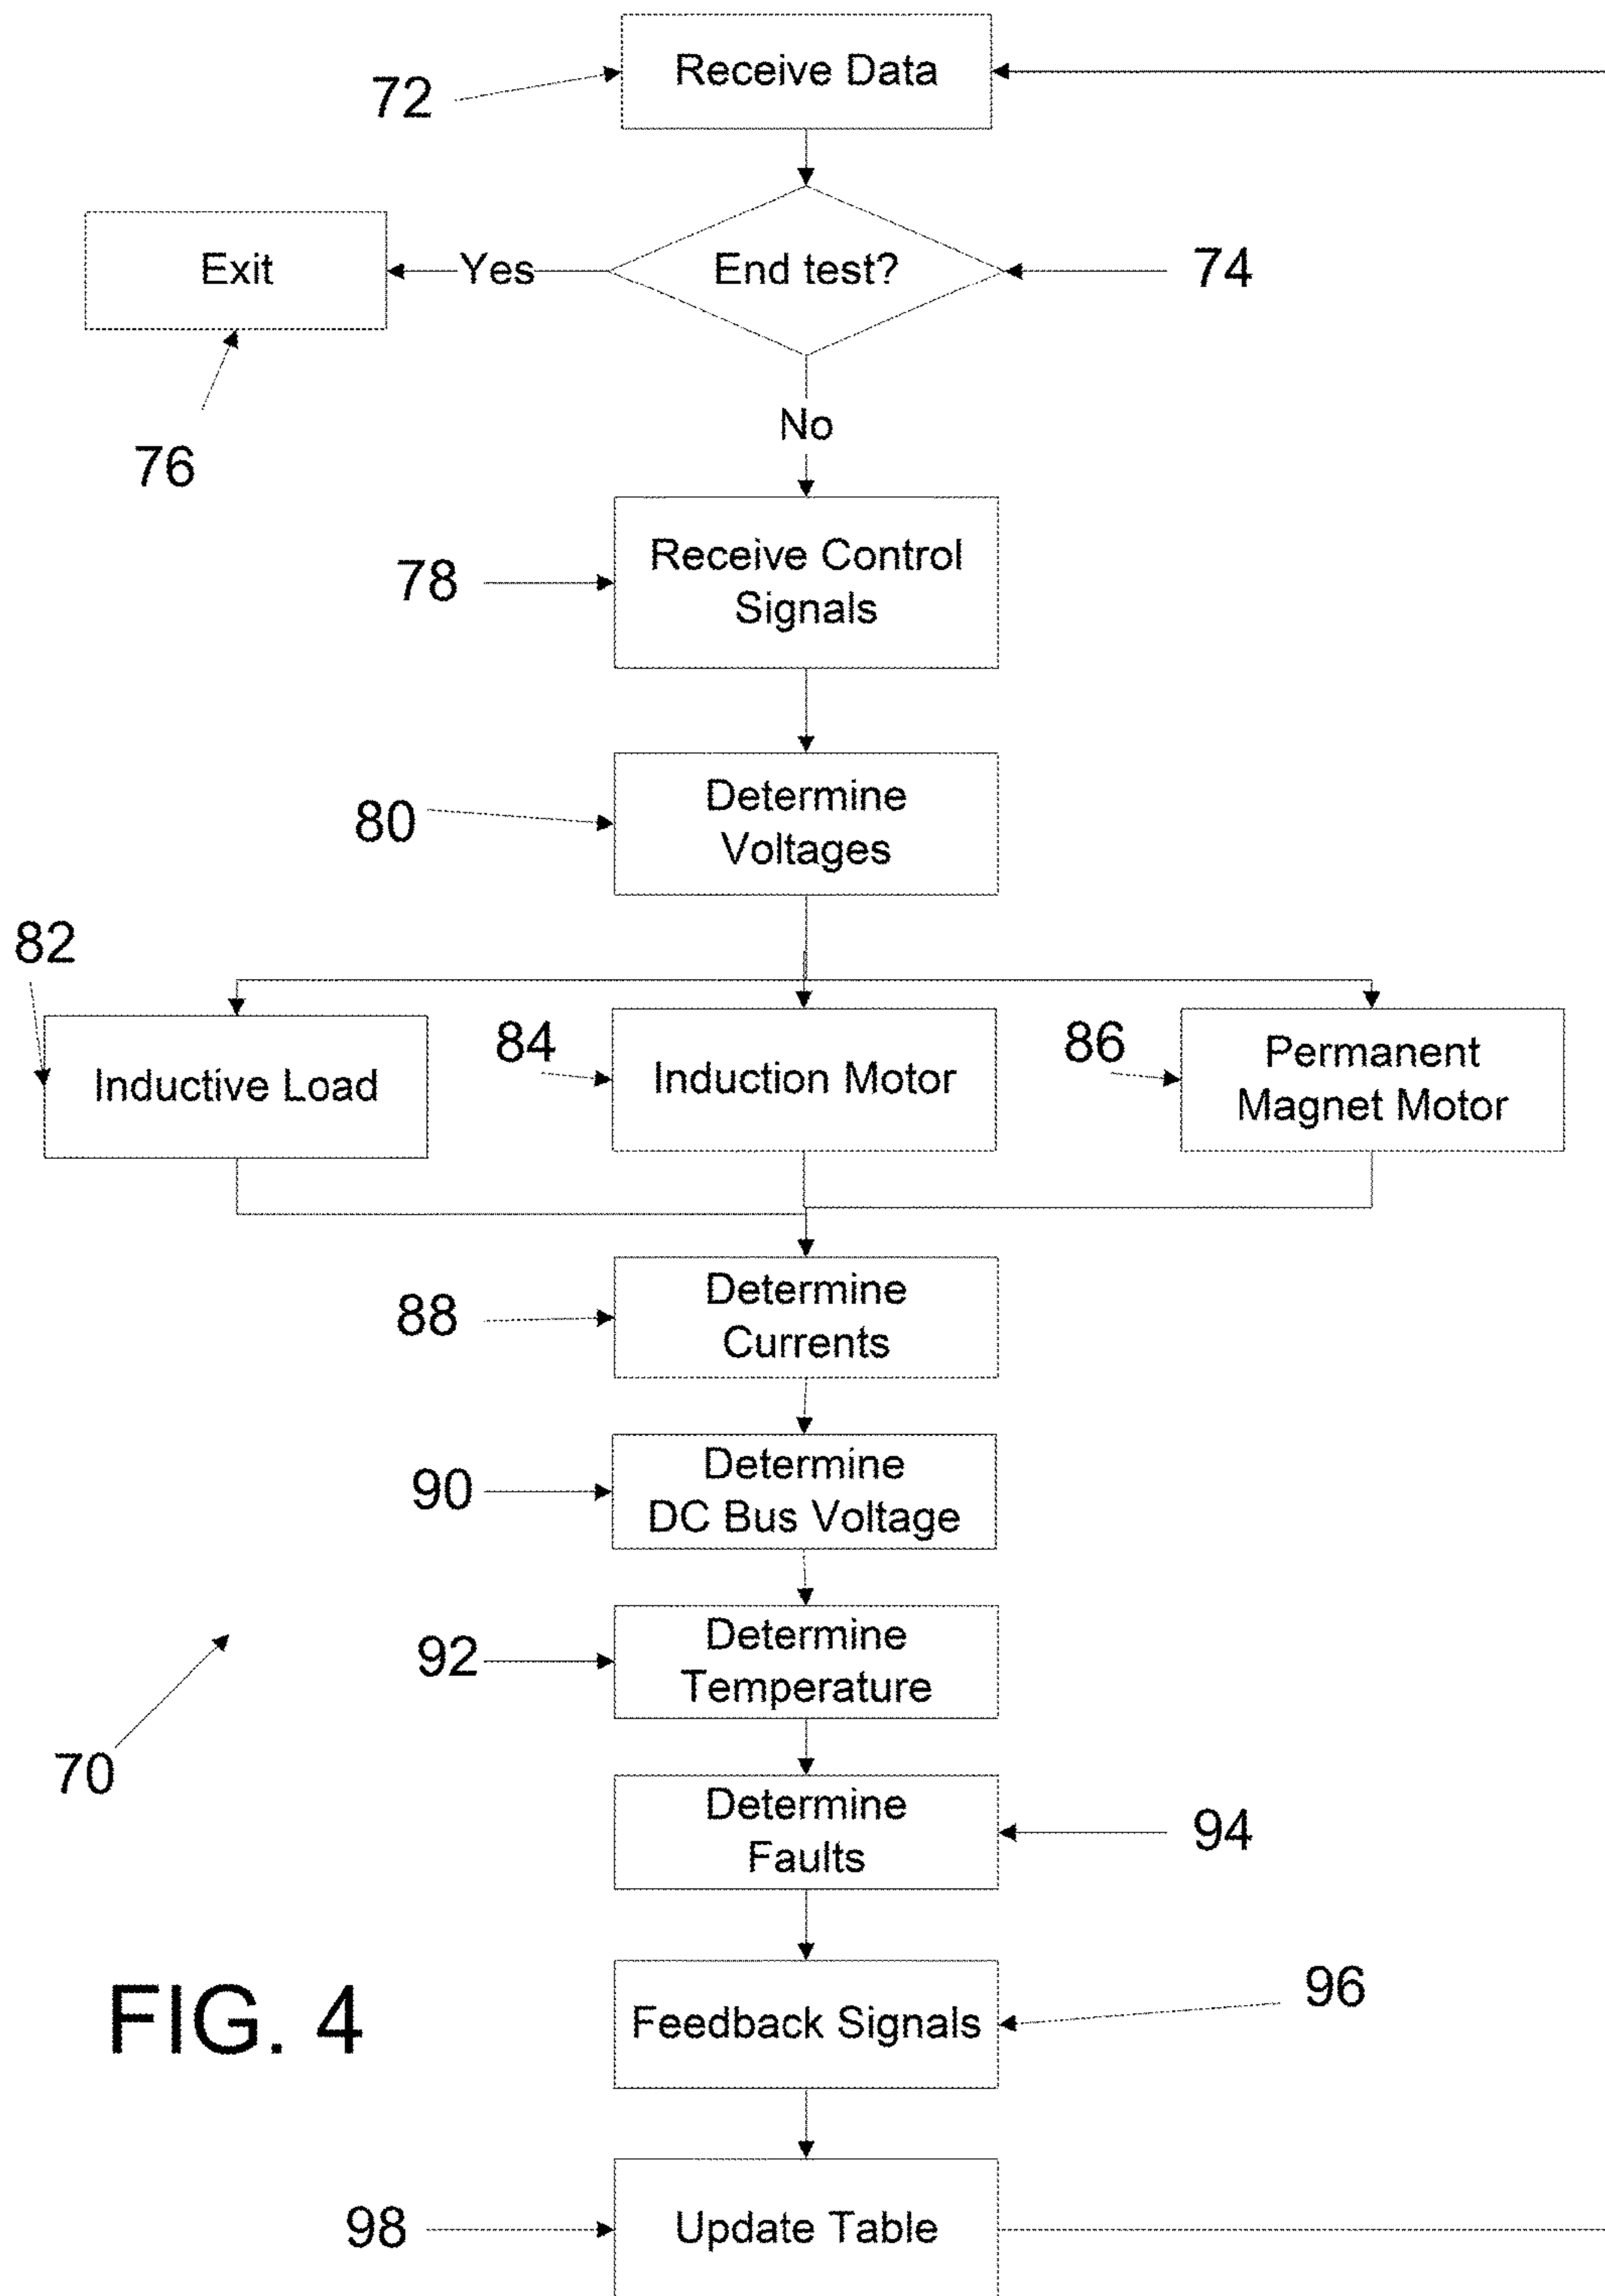 Receive Data
72
Exit
Yes
End test?
74
No
76
Receive Control
Signals
78
Determine
Voltages
80
82
Inductive Load
84
Induction Motor
86
Permanent
Magnet Motor
Determine
Currents
88
Determine
DC Bus Voltage
90
Determine
Temperature
92
70
Determine
Faults
94
FIG. 4
Feedback Signals
96
Update Table
98